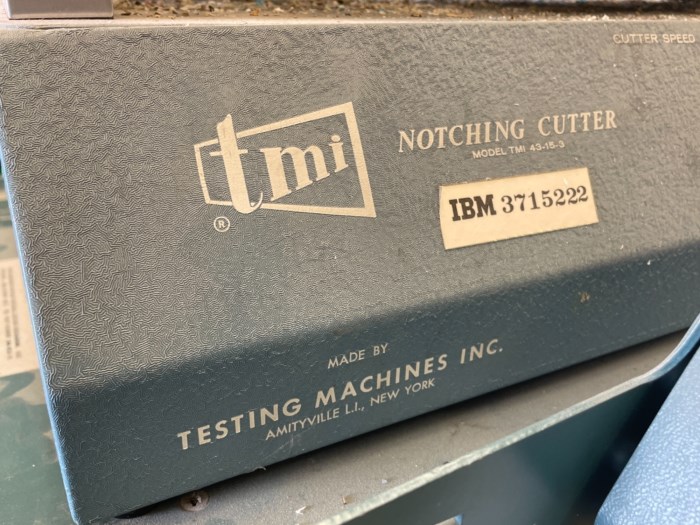 CUTTER SPEED
tmi
®
NOTCHING CUTTER
MODEL TMI 43-15-3
IBM 3715222
MADE BY
TESTING MACHINES INC.
AMITYVILLE L.I., NEW YORK